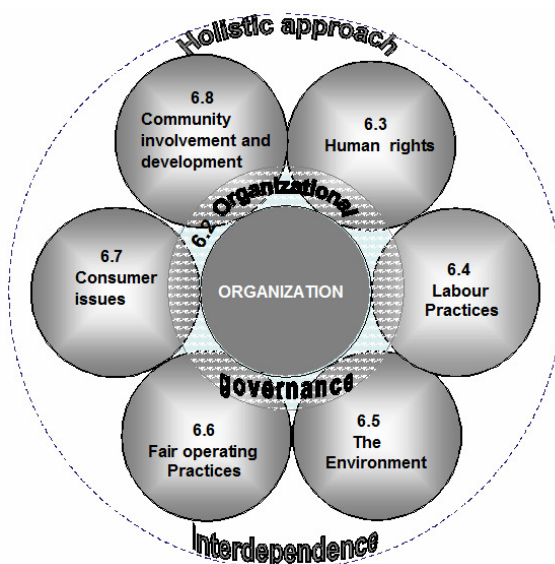 Holistic approach
6.8
Community
involvement and
development
6.3
Human rights
6.2 Organizational
6.7
Consumer
issues
ORGANIZATION
6.4
Labour
Practices
governance
6.6
Fair operating
Practices
6.5
The
Environment
Interdependence